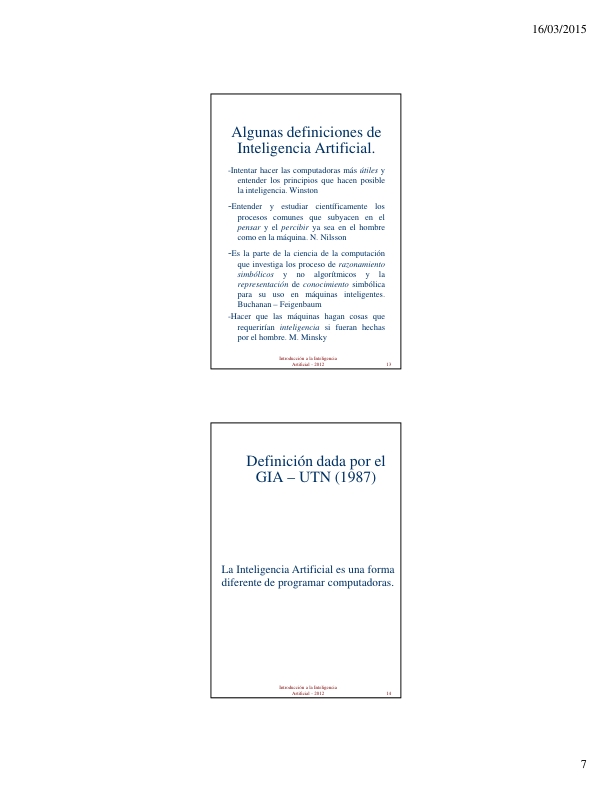 16/03/2015
Algunas definiciones de
Inteligencia Artificial.
-Intentar hacer las computadoras más útiles y
entender los principios que hacen posible
la inteligencia. Winston
-Entender y estudiar científicamente los
procesos comunes que subyacen en el
pensar y el percibir ya sea en el hombre
como en la máquina. N. Nilsson
-Es la parte de la ciencia de la computación
que investiga los proceso de razonamiento
simbólicos y no algorítmicos y la
representación de conocimiento simbólica
para su uso en máquinas inteligentes.
Buchanan – Feigenbaum
-Hacer que las máquinas hagan cosas que
requerirían inteligencia si fueran hechas
por el hombre. M. Minsky
Introducción a la Inteligencia
Artificial - 2012 13
Definición dada por el
GIA – UTN (1987)
La Inteligencia Artificial es una forma
diferente de programar computadoras.
Introducción a la Inteligencia
Artificial - 2012 14
7